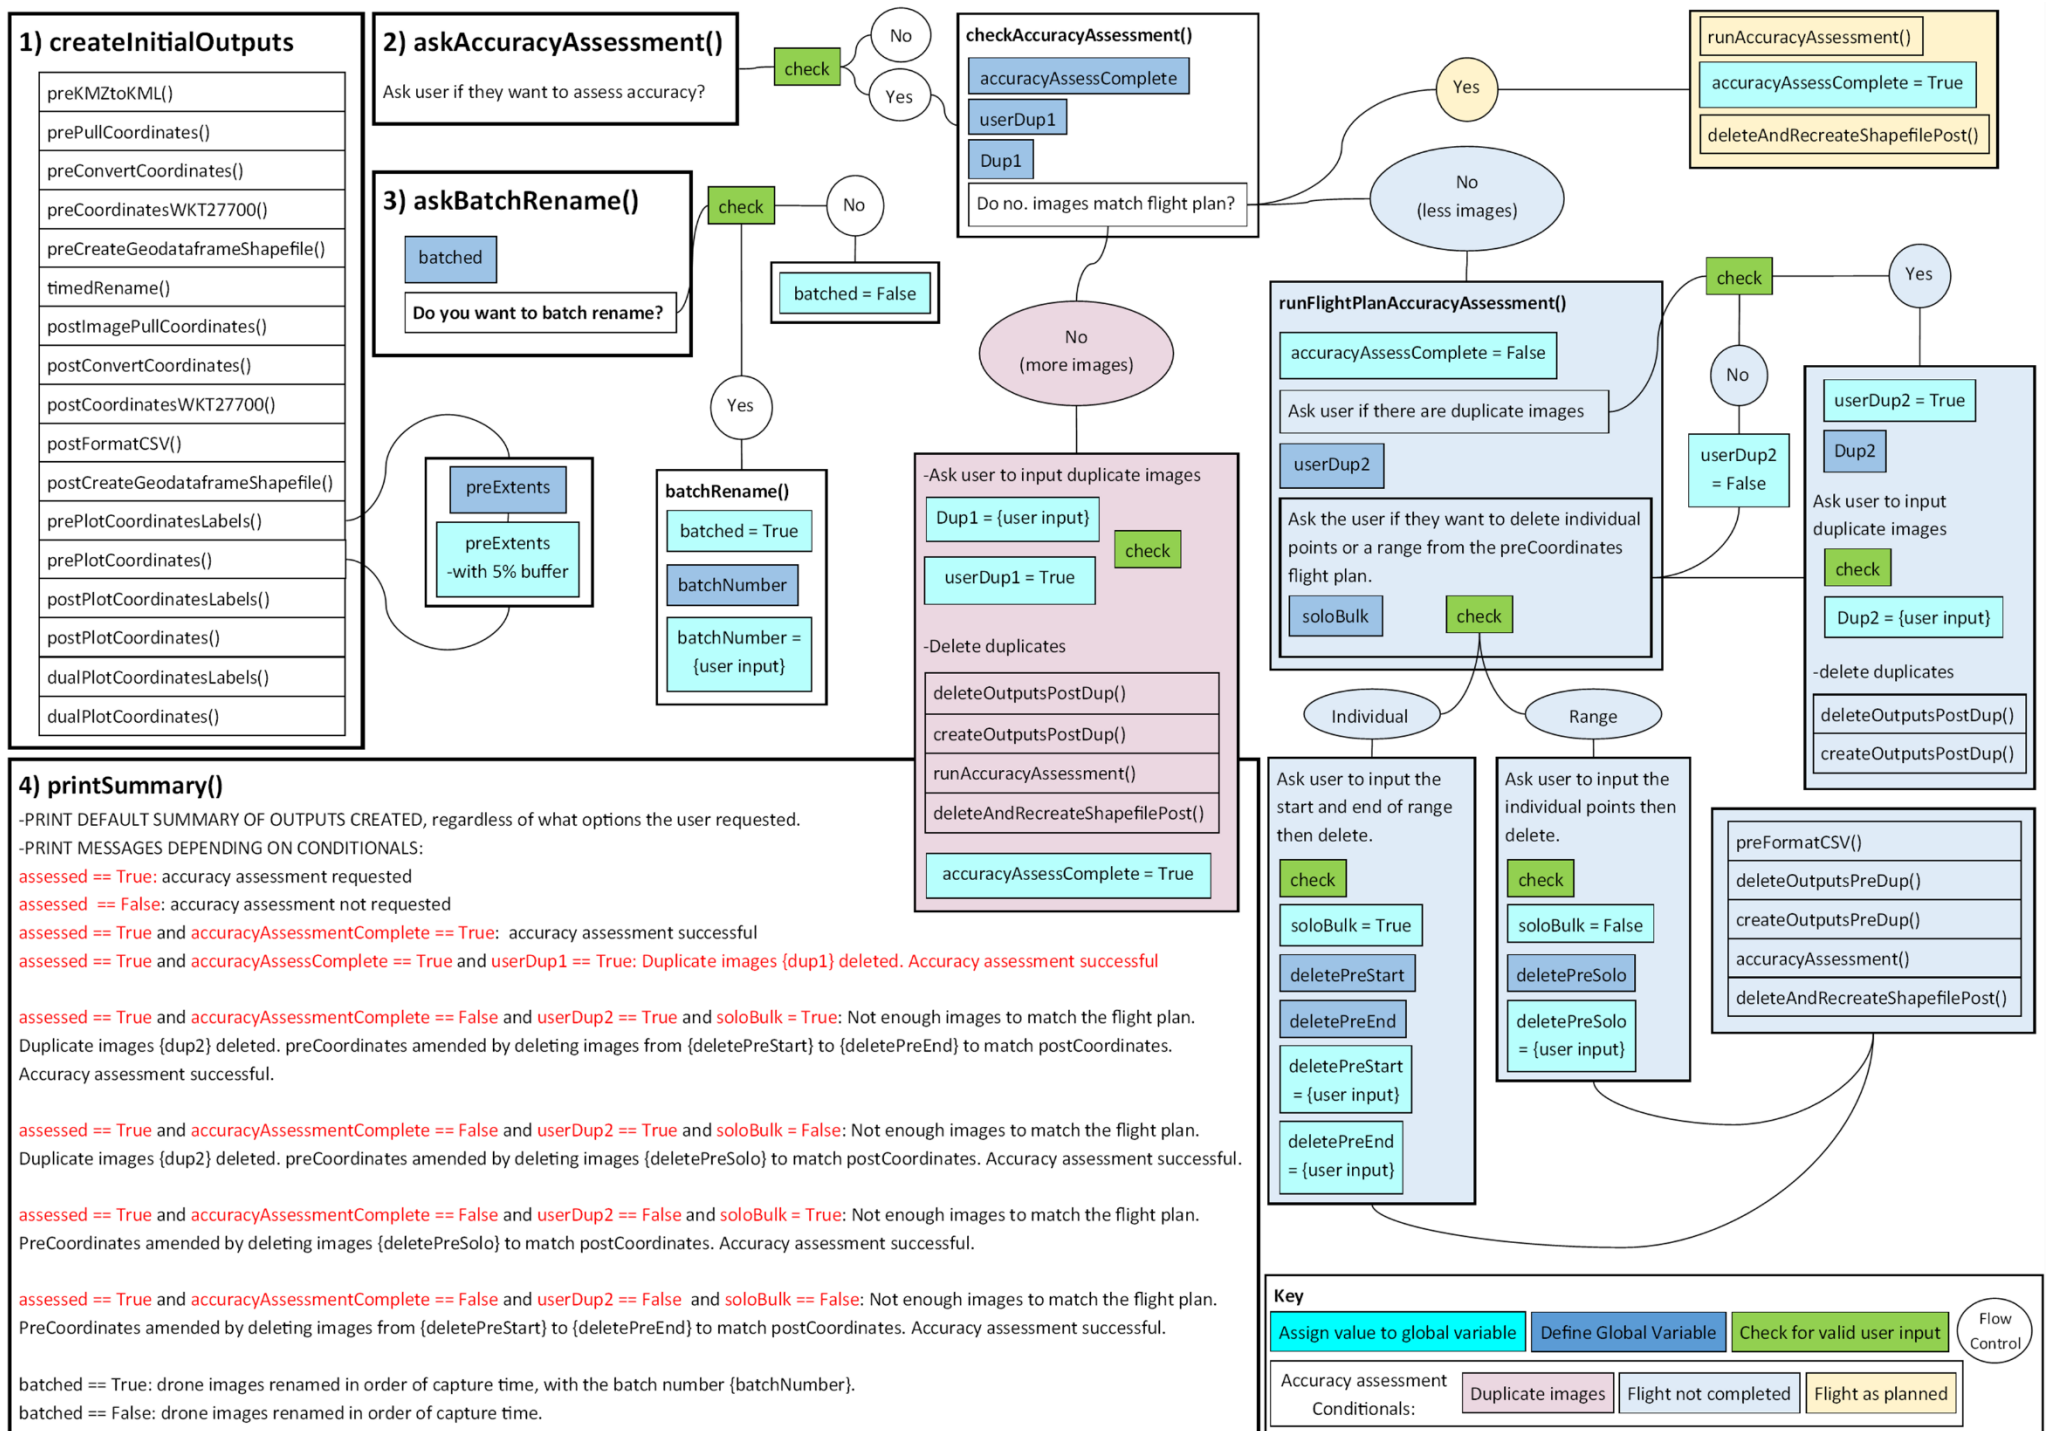 1) createInitialOutputs
preKMZtoKML()
prePullCoordinates()
preConvertCoordinates()
preCoordinatesWKT27700()
preCreateGeodataframeShapefile()
timedRename()
postImagePullCoordinates()
postConvertCoordinates()
postCoordinatesWKT27700()
postFormatCSV()
postCreateGeodataframeShapefile()
prePlotCoordinatesLabels()
prePlotCoordinates()
postPlotCoordinatesLabels()
postPlotCoordinates()
dualPlotCoordinatesLabels()
dualPlotCoordinates()
preExtents
preExtents
-with 5% buffer
2) askAccuracyAssessment()
Ask user if they want to assess accuracy?
check
No
Yes
3) askBatchRename()
batched
Do you want to batch rename?
check
No
batched = False
Yes
batchRename()
batched = True
batchNumber
batchNumber =
{user input}
checkAccuracyAssessment()
accuracyAssessComplete
userDup1
Dup1
Do no. images match flight plan?
Yes
runAccuracyAssessment()
accuracyAssessComplete = True
deleteAndRecreateShapefilePost()
No
(less images)
No
(more images)
-Ask user to input duplicate images
Dup1 = {user input}
check
userDup1 = True
-Delete duplicates
deleteOutputsPostDup()
createOutputsPostDup()
runAccuracyAssessment()
deleteAndRecreateShapefilePost()
accuracyAssessComplete = True
runFlightPlanAccuracyAssessment()
accuracyAssessComplete = False
Ask user if there are duplicate images
userDup2
Ask the user if they want to delete individual
points or a range from the preCoordinates
flight plan.
soloBulk
check
check
Yes
No
userDup2
= False
userDup2 = True
Dup2
Ask user to input
duplicate images
check
Dup2 = {user input}
-delete duplicates
deleteOutputsPostDup()
createOutputsPostDup()
Individual
Range
Ask user to input the
start and end of range
then delete.
check
soloBulk = True
deletePreStart
deletePreEnd
deletePreStart
= {user input}
deletePreEnd
= {user input}
Ask user to input the
individual points then
delete.
check
soloBulk = False
deletePreSolo
deletePreSolo
= {user input}
preFormatCSV()
deleteOutputsPreDup()
createOutputsPreDup()
accuracyAssessment()
deleteAndRecreateShapefilePost()
4) printSummary()
-PRINT DEFAULT SUMMARY OF OUTPUTS CREATED, regardless of what options the user requested.
-PRINT MESSAGES DEPENDING ON CONDITIONALS:
assessed == True: accuracy assessment requested
assessed  == False: accuracy assessment not requested
assessed == True and accuracyAssessmentComplete == True:  accuracy assessment successful
assessed == True and accuracyAssessComplete == True and userDup1 == True: Duplicate images {dup1} deleted. Accuracy assessment successful
assessed == True and accuracyAssessmentComplete == False and userDup2 == True and soloBulk = True: Not enough images to match the flight plan.
Duplicate images {dup2} deleted. preCoordinates amended by deleting images from {deletePreStart} to {deletePreEnd} to match postCoordinates.
Accuracy assessment successful.
assessed == True and accuracyAssessmentComplete == False and userDup2 == True and soloBulk = False: Not enough images to match the flight plan.
Duplicate images {dup2} deleted. preCoordinates amended by deleting images {deletePreSolo} to match postCoordinates. Accuracy assessment successful.
assessed == True and accuracyAssessmentComplete == False and userDup2 == False and soloBulk = True: Not enough images to match the flight plan.
PreCoordinates amended by deleting images {deletePreSolo} to match postCoordinates. Accuracy assessment successful.
assessed == True and accuracyAssessmentComplete == False and userDup2 == False  and soloBulk == False: Not enough images to match the flight plan.
PreCoordinates amended by deleting images from {deletePreStart} to {deletePreEnd} to match postCoordinates. Accuracy assessment successful.
batched == True: drone images renamed in order of capture time, with the batch number {batchNumber}.
batched == False: drone images renamed in order of capture time.
Key
Assign value to global variable
Define Global Variable
Check for valid user input
Flow
Control
Accuracy assessment
Conditionals:
Duplicate images
Flight not completed
Flight as planned